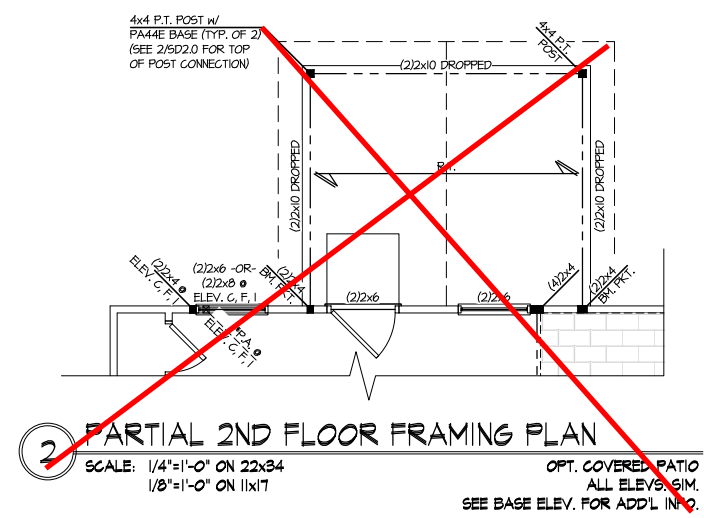 4x4 P.T. POST w/
PA44E BASE (TYP. OF 2)
(SEE 2/SD2.0 FOR TOP
OF POST CONNECTION)
4x4 P.T.
POST
(2)2x10 DROPPED
(2)2x10 DROPPED
(2)2x10 DROPPED
R.T.
(2)2x4 @
ELEV. C, F, I
(2)2x6 -OR-
(2)2x8 @
ELEV. C, F, I
(2)2x4
BM. PKT.
(2)2x6
(2)2x6
(4)2x4
(2)2x4
BM. PKT.
P.A. @
ELEV. C, F, I
2
PARTIAL 2ND FLOOR FRAMING PLAN
SCALE: 1/4"=1'-0" ON 22x34
1/8"=1'-0" ON 11x17
OPT. COVERED PATIO
ALL ELEVS. SIM.
SEE BASE ELEV. FOR ADD'L INFO.